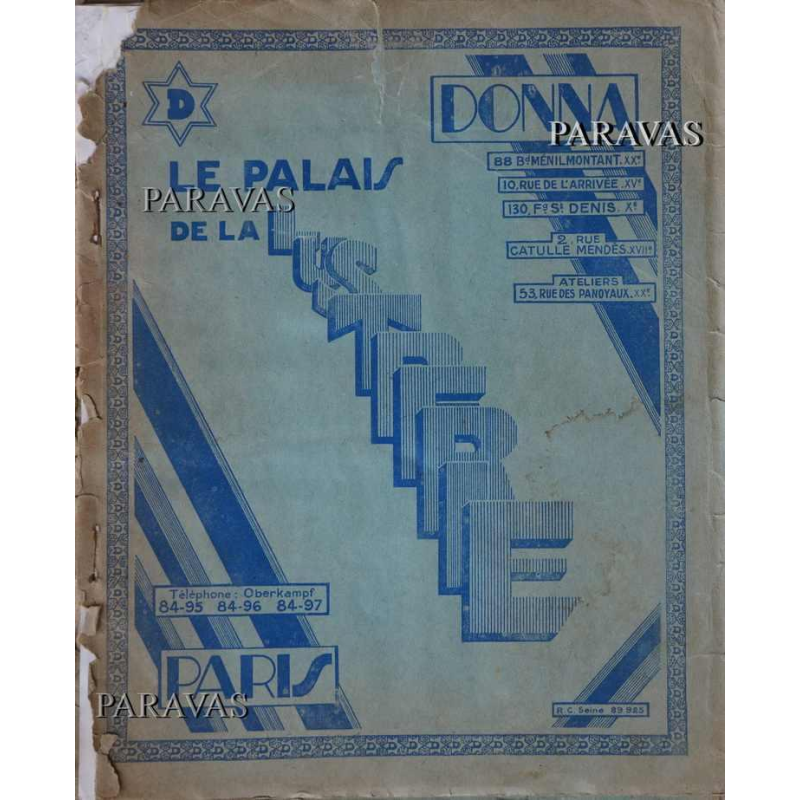 D
DONNA
PARAVAS
88 Bd MÉNILMONTANT. XXe
10, RUE DE L'ARRIVÉE. XVe
130, Fg St DENIS. Xe
2, RUE
CATULLE MENDÈS. XVIIe
ATELIERS
53, RUE DES PANOYAUX. XXe
LE PALAIS
PARAVAS
DE LA LUSTRERIE
Téléphone: Oberkampf
84-95 84-96 84-97
PARIS
PARAVAS
R.C. Seine 89 985